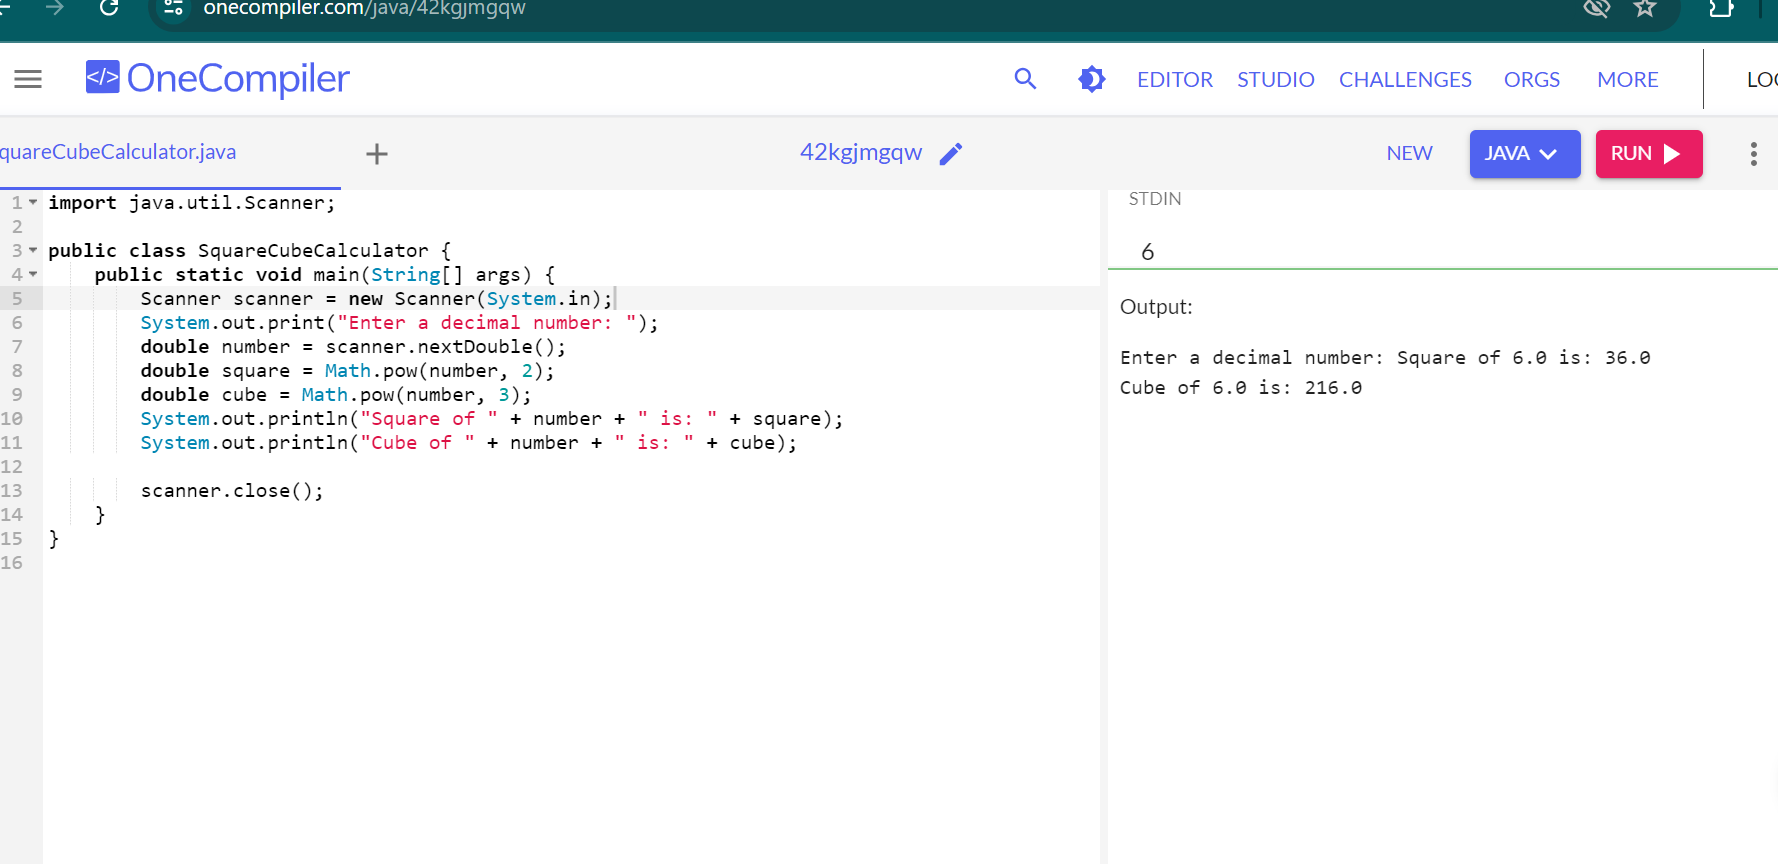 onecompiler.com/java/42kgjmgqw
</> OneCompiler
EDITOR STUDIO CHALLENGES ORGS MORE LOG
quareCubeCalculator.java + 42kgjmgqw NEW JAVA RUN
1 import java.util.Scanner;
2
3 public class SquareCubeCalculator {
4     public static void main(String[] args) {
5         Scanner scanner = new Scanner(System.in);
6         System.out.print("Enter a decimal number: ");
7         double number = scanner.nextDouble();
8         double square = Math.pow(number, 2);
9         double cube = Math.pow(number, 3);
10         System.out.println("Square of " + number + " is: " + square);
11         System.out.println("Cube of " + number + " is: " + cube);
12
13         scanner.close();
14     }
15 }
16
STDIN
6
Output:
Enter a decimal number: Square of 6.0 is: 36.0
Cube of 6.0 is: 216.0